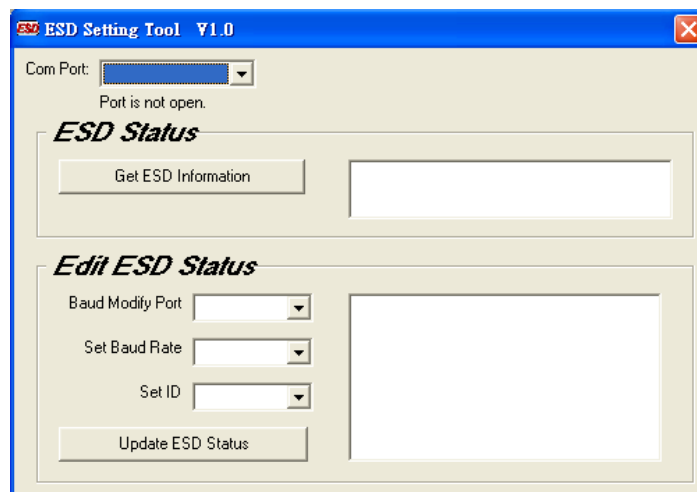 ESD ESD Setting Tool V1.0
Com Port:
Port is not open.
ESD Status
Get ESD Information
Edit ESD Status
Baud Modify Port
Set Baud Rate
Set ID
Update ESD Status